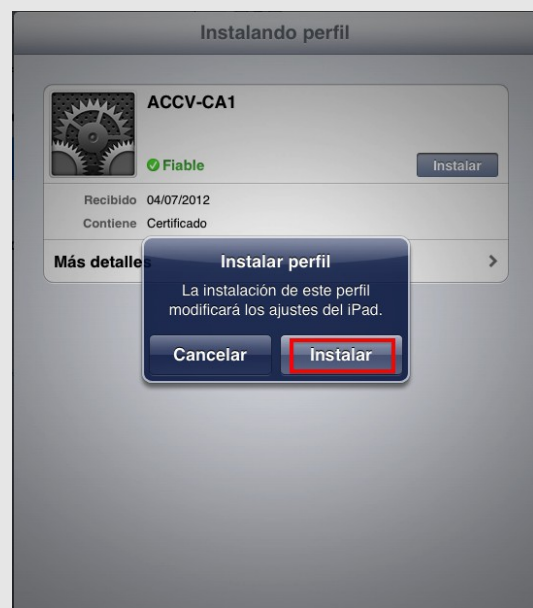 Instalando perfil
ACCV-CA1
Fiable
Instalar
Recibido 04/07/2012
Contiene Certificado
Más detalles
Instalar perfil
La instalación de este perfil
modificará los ajustes del iPad.
Cancelar
Instalar